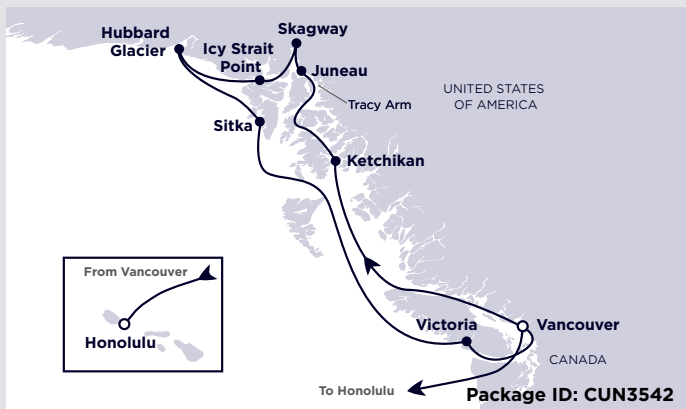 Skagway
Hubbard
Glacier
Icy Strait
Point
Juneau
UNITED STATES
OF AMERICA
Tracy Arm
Sitka
Ketchikan
From Vancouver
Honolulu
Victoria
Vancouver
CANADA
To Honolulu
Package ID: CUN3542